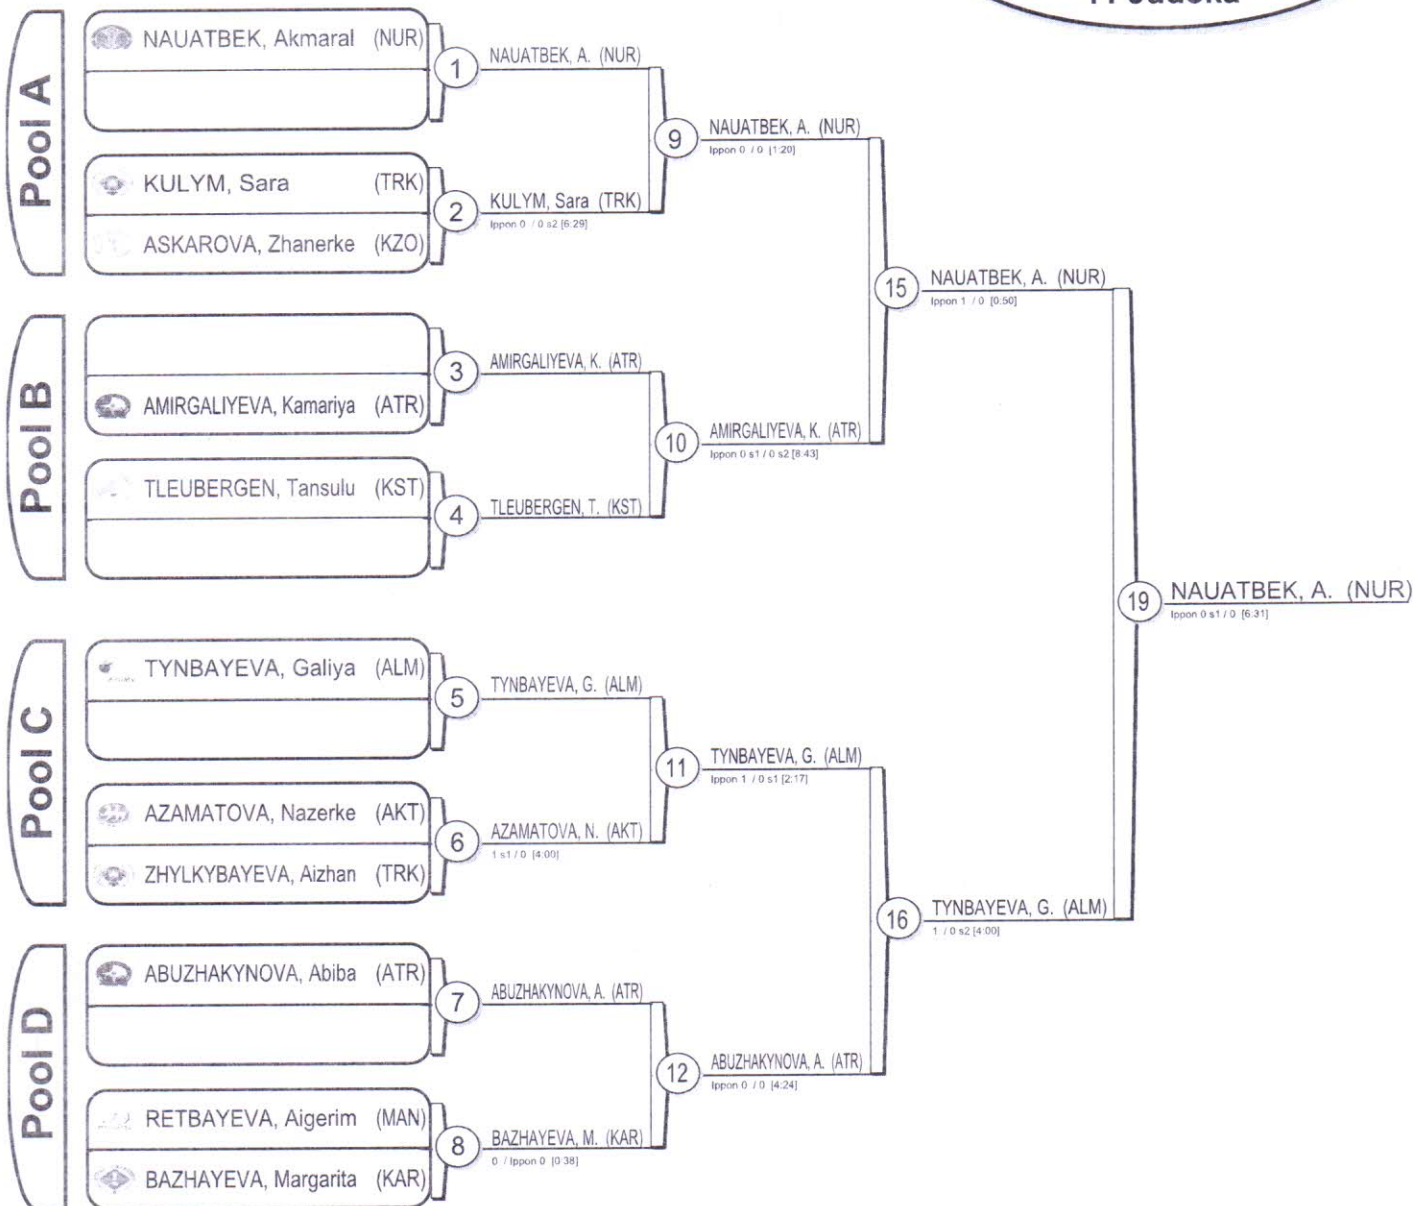 Judoka
Pool A
NAUATBEK, Akmaral (NUR)
1
NAUATBEK, A. (NUR)
KULYM, Sara (TRK)
ASKAROVA, Zhanerke (KZO)
2
KULYM, Sara (TRK)
Ippon 0 / 0 s2 [6:29]
9
NAUATBEK, A. (NUR)
Ippon 0 / 0 [1:20]
Pool B
3
AMIRGALIYEVA, K. (ATR)
AMIRGALIYEVA, Kamariya (ATR)
TLEUBERGEN, Tansulu (KST)
4
TLEUBERGEN, T. (KST)
10
AMIRGALIYEVA, K. (ATR)
Ippon 0 s1 / 0 s2 [8:43]
15
NAUATBEK, A. (NUR)
Ippon 1 / 0 [0:50]
Pool C
TYNBAYEVA, Galiya (ALM)
5
TYNBAYEVA, G. (ALM)
AZAMATOVA, Nazerke (AKT)
ZHYLKYBAYEVA, Aizhan (TRK)
6
AZAMATOVA, N. (AKT)
1 s1 / 0 [4:00]
11
TYNBAYEVA, G. (ALM)
Ippon 1 / 0 s1 [2:17]
Pool D
ABUZHAKYNOVA, Abiba (ATR)
7
ABUZHAKYNOVA, A. (ATR)
RETBAYEVA, Aigerim (MAN)
BAZHAYEVA, Margarita (KAR)
8
BAZHAYEVA, M. (KAR)
0 / Ippon 0 [0:38]
12
ABUZHAKYNOVA, A. (ATR)
Ippon 0 / 0 [4:24]
16
TYNBAYEVA, G. (ALM)
1 / 0 s2 [4:00]
19
NAUATBEK, A. (NUR)
Ippon 0 s1 / 0 [6:31]